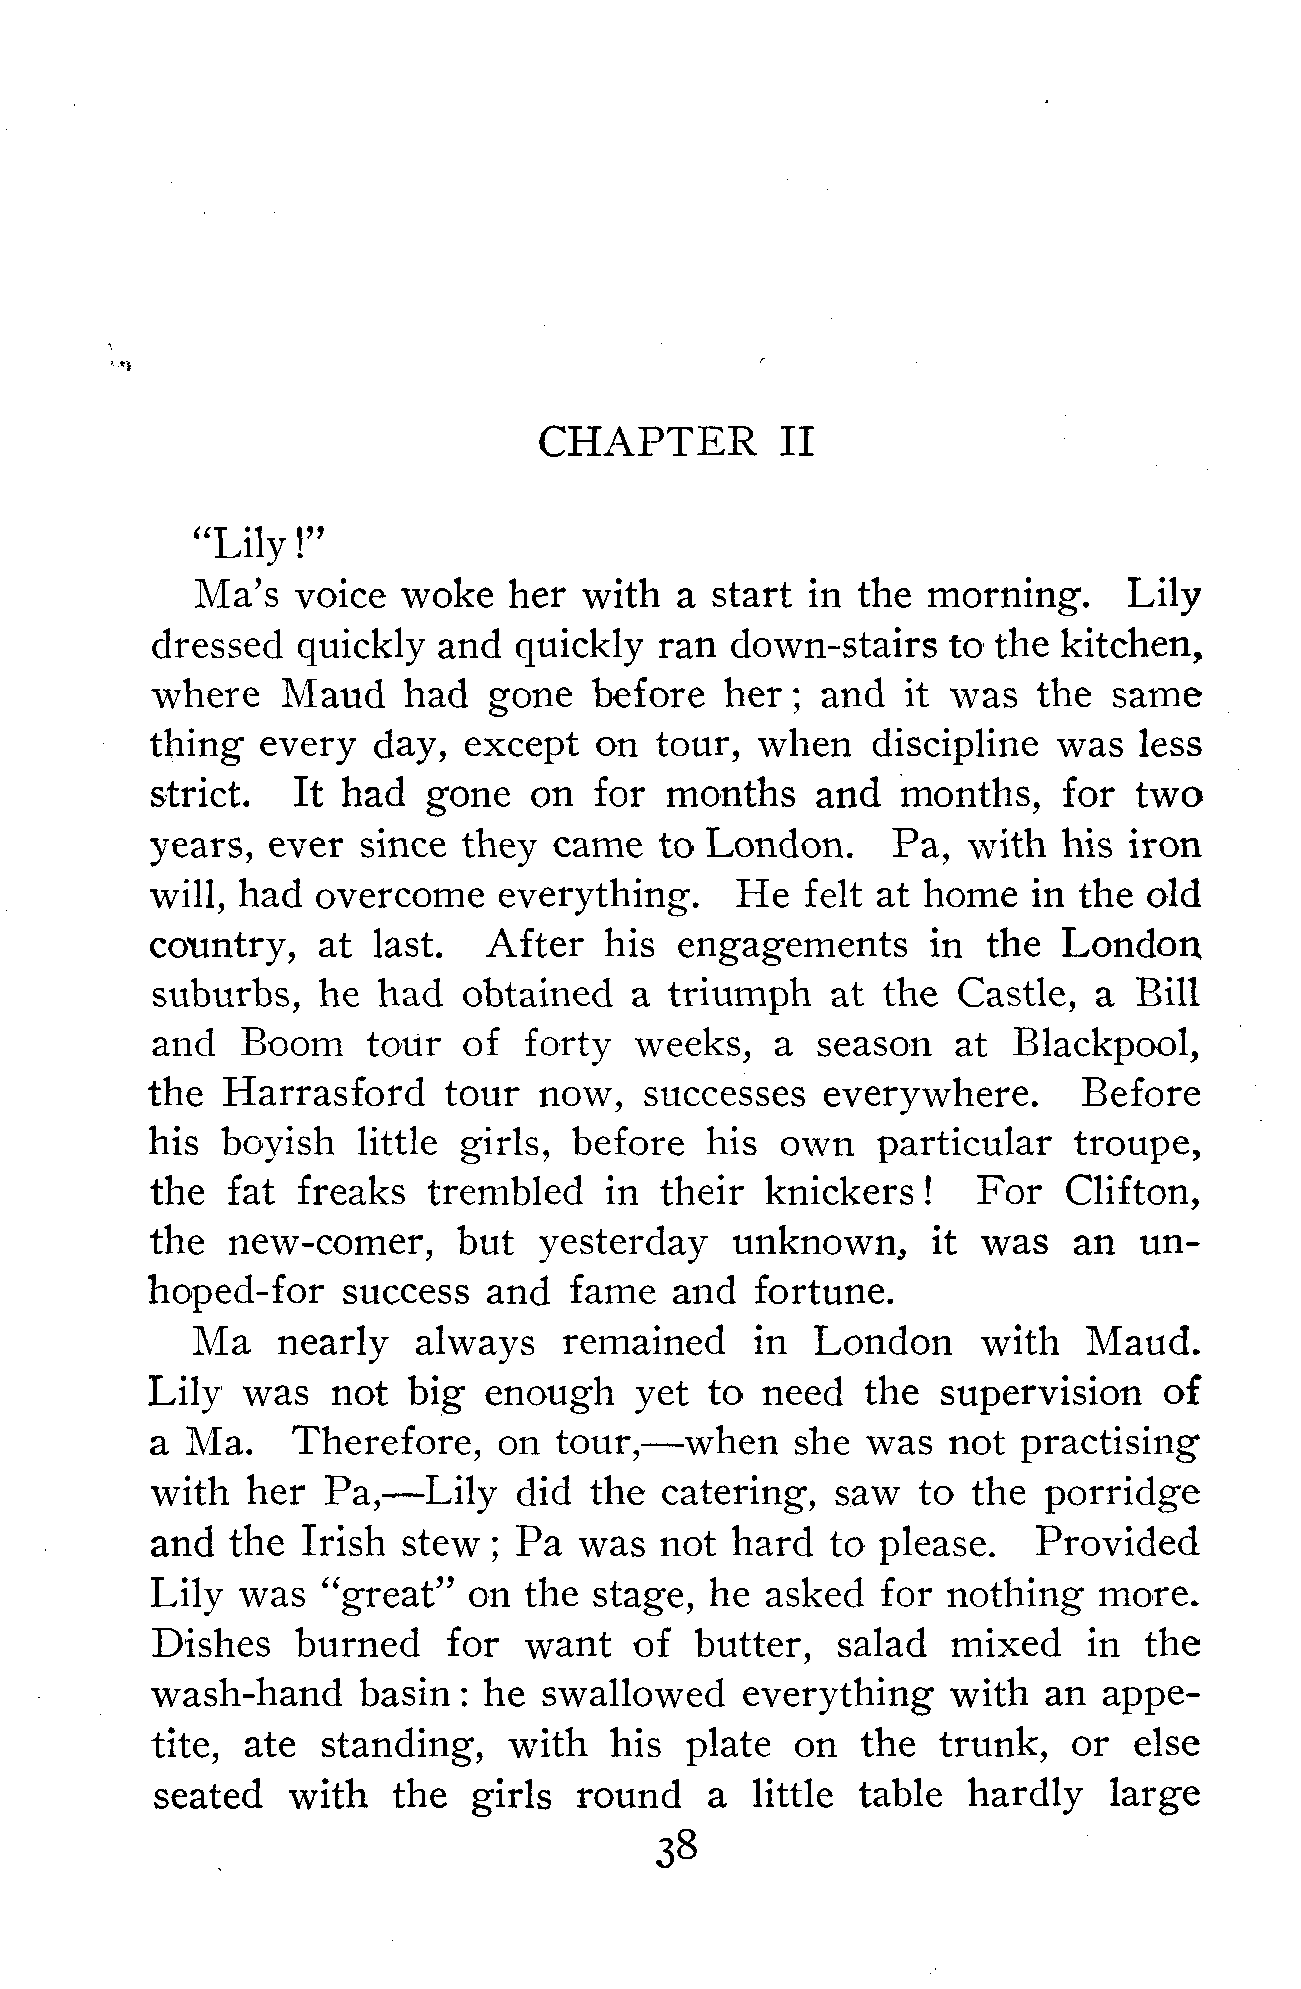 CHAPTER II
"Lily!"
Ma's voice woke her with a start in the morning. Lily
dressed quickly and quickly ran down-stairs to the kitchen,
where Maud had gone before her; and it was the same
thing every day, except on tour, when discipline was less
strict. It had gone on for months and months, for two
years, ever since they came to London. Pa, with his iron
will, had overcome everything. He felt at home in the old
country, at last. After his engagements in the London
suburbs, he had obtained a triumph at the Castle, a Bill
and Boom tour of forty weeks, a season at Blackpool,
the Harrasford tour now, successes everywhere. Before
his boyish little girls, before his own particular troupe,
the fat freaks trembled in their knickers! For Clifton,
the new-comer, but yesterday unknown, it was an un-
hoped-for success and fame and fortune.
Ma nearly always remained in London with Maud.
Lily was not big enough yet to need the supervision of
a Ma. Therefore, on tour,—when she was not practising
with her Pa,—Lily did the catering, saw to the porridge
and the Irish stew; Pa was not hard to please. Provided
Lily was "great" on the stage, he asked for nothing more.
Dishes burned for want of butter, salad mixed in the
wash-hand basin: he swallowed everything with an appe-
tite, ate standing, with his plate on the trunk, or else
seated with the girls round a little table hardly large
38